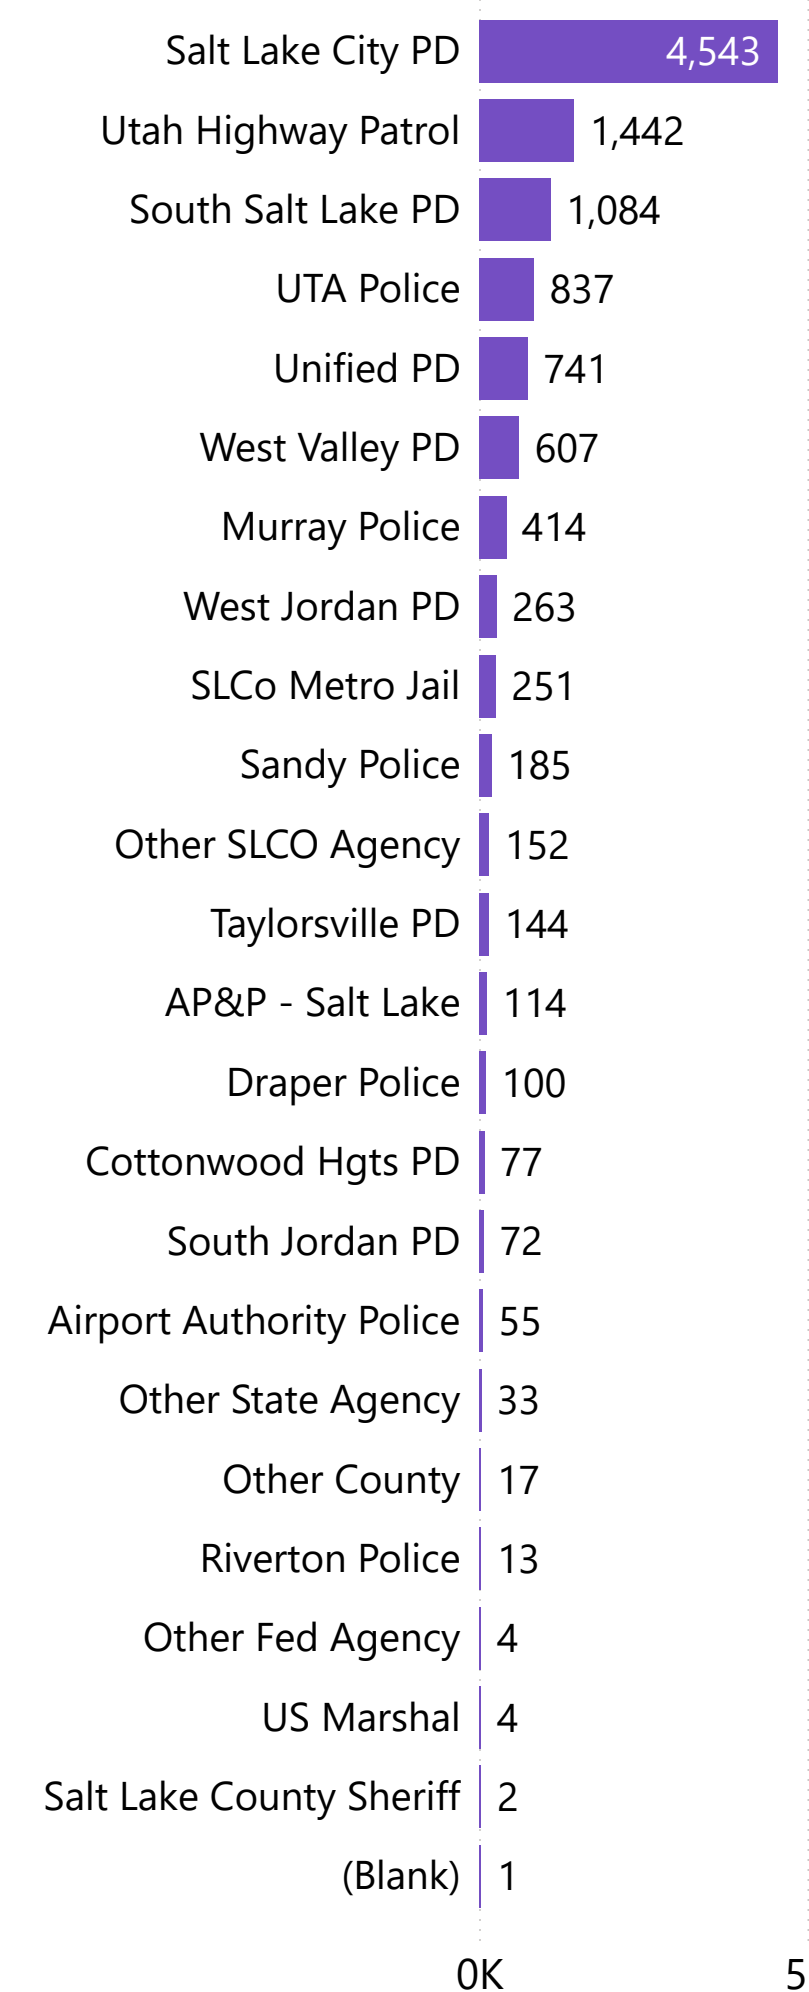 Salt Lake City PD 4,543
Utah Highway Patrol 1,442
South Salt Lake PD 1,084
UTA Police 837
Unified PD 741
West Valley PD 607
Murray Police 414
West Jordan PD 263
SLCo Metro Jail 251
Sandy Police 185
Other SLCO Agency 152
Taylorsville PD 144
AP&P - Salt Lake 114
Draper Police 100
Cottonwood Hgts PD 77
South Jordan PD 72
Airport Authority Police 55
Other State Agency 33
Other County 17
Riverton Police 13
Other Fed Agency 4
US Marshal 4
Salt Lake County Sheriff 2
(Blank) 1
0K 5